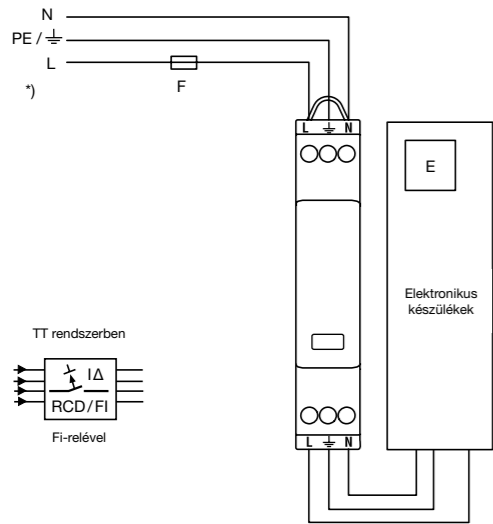 N
PE / ⏚
L
*)
F
L ⏚ N
E
Elektronikus
készülékek
TT rendszerben
IΔ
RCD/FI
Fi-relével
L ⏚ N